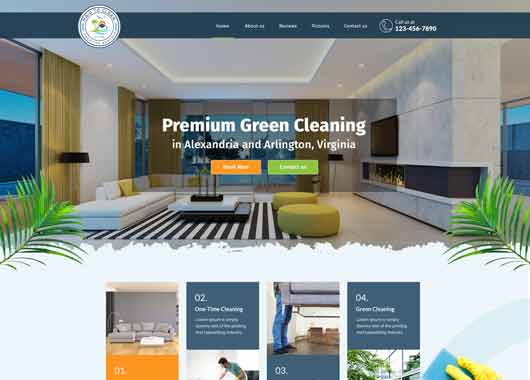 Home About us Reviews Pictures Contact us
Call us at
123-456-7890
Premium Green Cleaning
in Alexandria and Arlington, Virginia
Book Now Contact us
01.
02.
One-Time Cleaning
Lorem Ipsum is simply
dummy text of the printing
and typesetting industry.
03.
04.
Green Cleaning
Lorem Ipsum is simply
dummy text of the printing
and typesetting industry.